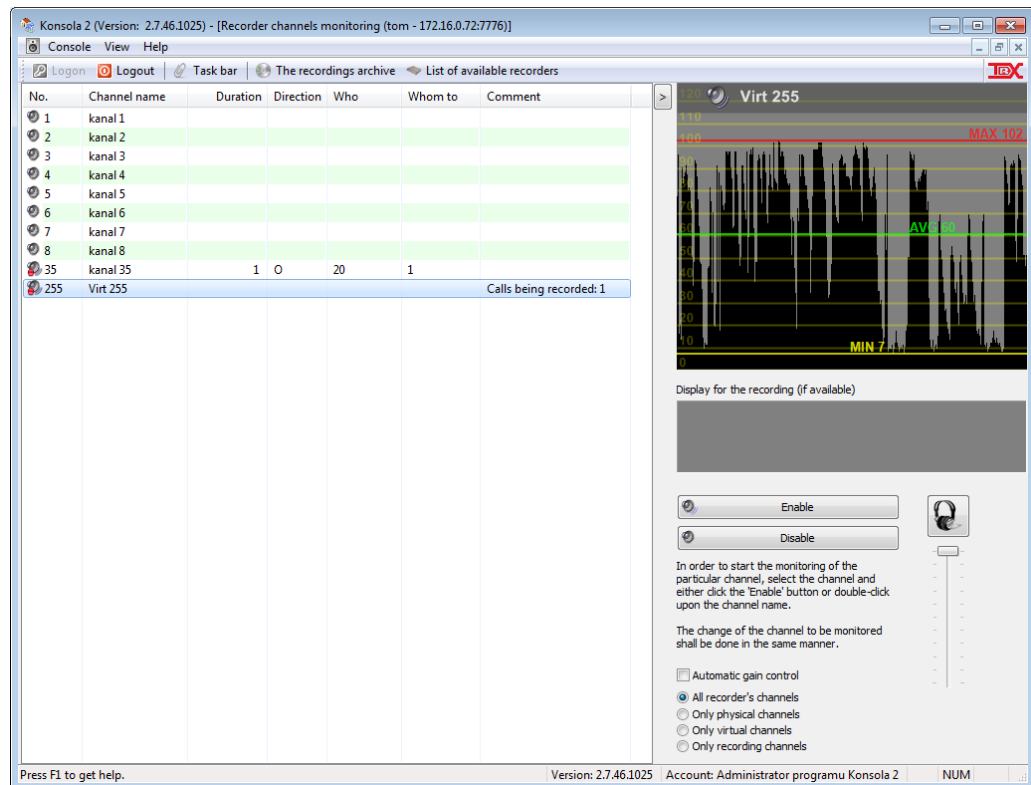 Konsola 2 (Version: 2.7.46.1025) - [Recorder channels monitoring (tom - 172.16.0.72:7776)]
Console View Help
Logon Logout Task bar The recordings archive List of available recorders TRX
No. Channel name Duration Direction Who Whom to Comment >
1 kanal 1
2 kanal 2
3 kanal 3
4 kanal 4
5 kanal 5
6 kanal 6
7 kanal 7
8 kanal 8
35 kanal 35 1 O 20 1
255 Virt 255 Calls being recorded: 1
120 Virt 255
110
100 MAX 102
90
80
70
60 AVG 60
50
40
30
20
10 MIN 7
0
Display for the recording (if available)
Enable
Disable
In order to start the monitoring of the
particular channel, select the channel and
either click the 'Enable' button or double-click
upon the channel name.
The change of the channel to be monitored
shall be done in the same manner.
Automatic gain control
All recorder's channels
Only physical channels
Only virtual channels
Only recording channels
Press F1 to get help. Version: 2.7.46.1025 Account: Administrator programu Konsola 2 NUM